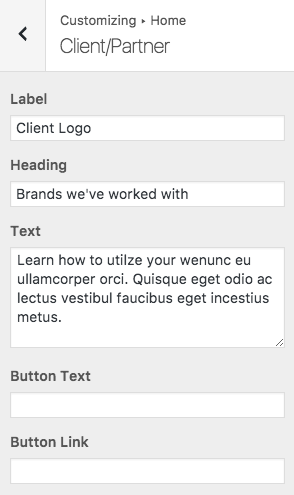 Customizing ▸ Home
Client/Partner
Label
Client Logo
Heading
Brands we've worked with
Text
Learn how to utilze your wenunc eu
ullamcorper orci. Quisque eget odio ac
lectus vestibul faucibus eget incestius
metus.
Button Text
Button Link